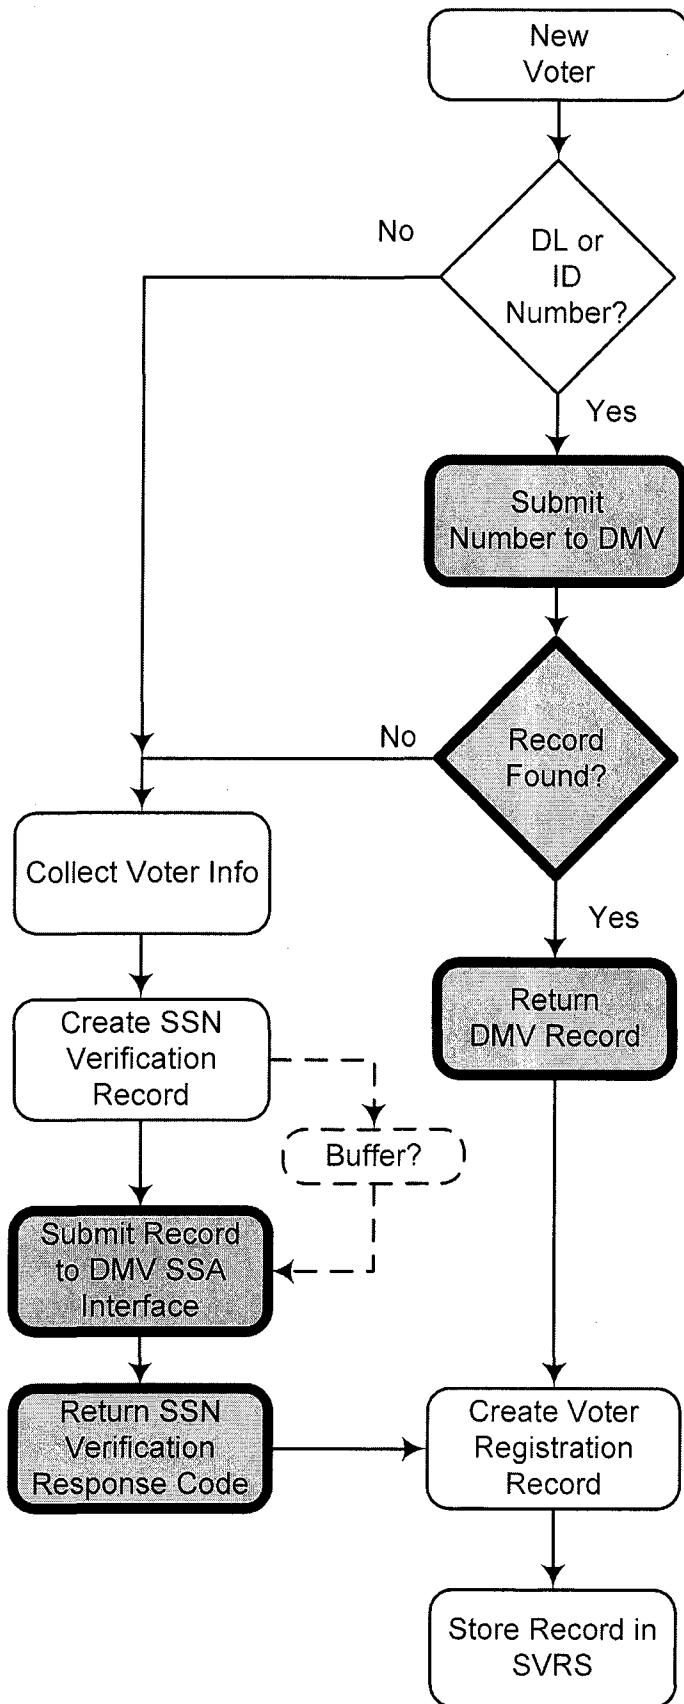 New
Voter
No
DL or
ID
Number?
Yes
Submit
Number to DMV
No
Record
Found?
Collect Voter Info
Yes
Return
DMV Record
Create SSN
Verification
Record
Buffer?
Submit Record
to DMV SSA
Interface
Return SSN
Verification
Response Code
Create Voter
Registration
Record
Store Record in
SVRS